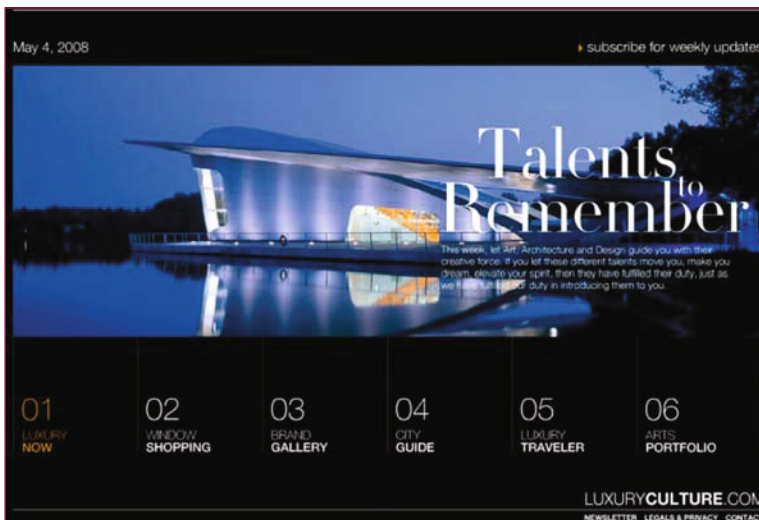 May 4, 2008
subscribe for weekly updates
Talents
to
Remember
This week, let Art, Architecture and Design guide you with their
creative force. If you let these different talents move you, make you
dream, elevate your spirit, then they have fulfilled their duty, just as
we have fulfilled our duty in introducing them to you.
01
LUXURY
NOW
02
WINDOW
SHOPPING
03
BRAND
GALLERY
04
CITY
GUIDE
05
LUXURY
TRAVELER
06
ARTS
PORTFOLIO
LUXURYCULTURE.COM
NEWSLETTER LEGALS & PRIVACY CONTACT